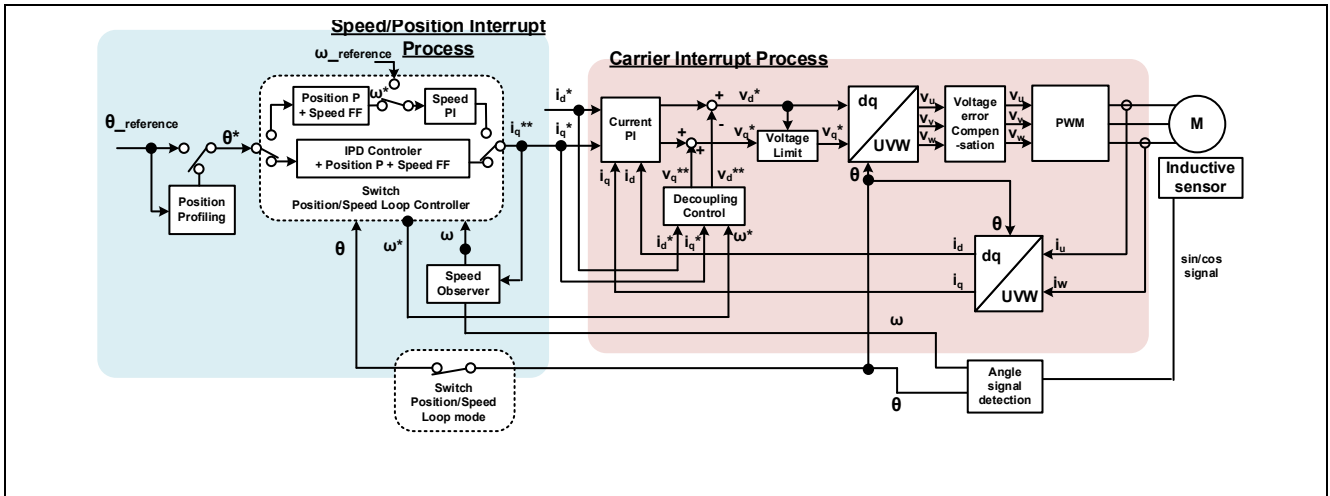 Speed/Position Interrupt
Process
Carrier Interrupt Process
ω_reference
θ_reference
θ*
Position
Profiling
Position P
+ Speed FF
ω*
Speed
PI
IPD Controler
+ Position P + Speed FF
Switch
Position/Speed Loop Controller
θ
ω*
ω
Speed
Observer
Switch
Position/Speed
Loop mode
iq**
id*
iq*
Current
PI
iq
id
+
-
+
+
vd*
vq*
vq**
vd**
Decoupling
Control
id*
iq*
ω*
Voltage
Limit
vq*
dq
UVW
θ
vu
vv
vw
Voltage
error
Compen
-sation
vu
vv
vw
PWM
M
Inductive
sensor
sin/cos
signal
θ
dq
UVW
id
iq
iu
iw
ω
θ
Angle
signal
detection